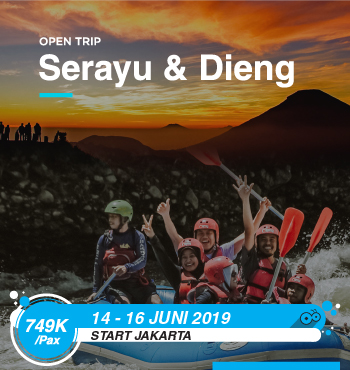 OPEN TRIP
Serayu & Dieng
749K
/Pax
14 - 16 JUNI 2019
START JAKARTA